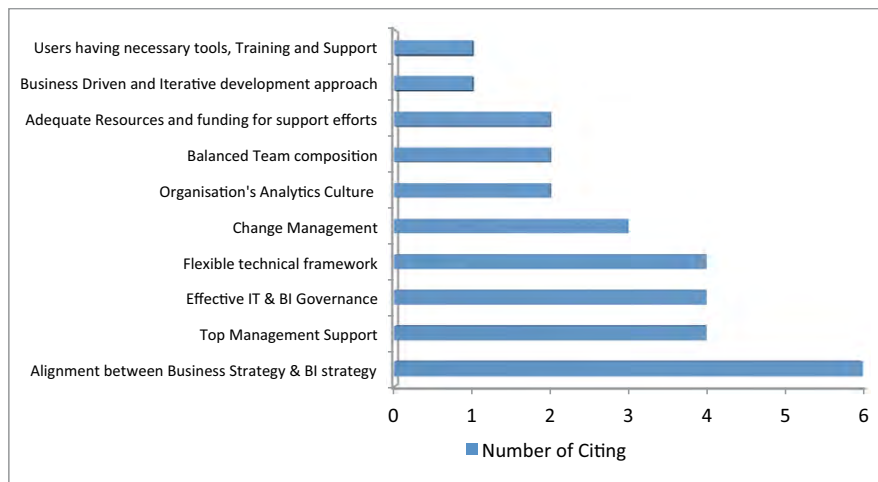 Users having necessary tools, Training and Support
Business Driven and Iterative development approach
Adequate Resources and funding for support efforts
Balanced Team composition
Organisation's Analytics Culture
Change Management
Flexible technical framework
Effective IT & BI Governance
Top Management Support
Alignment between Business Strategy & BI strategy
0 1 2 3 4 5 6
Number of Citing